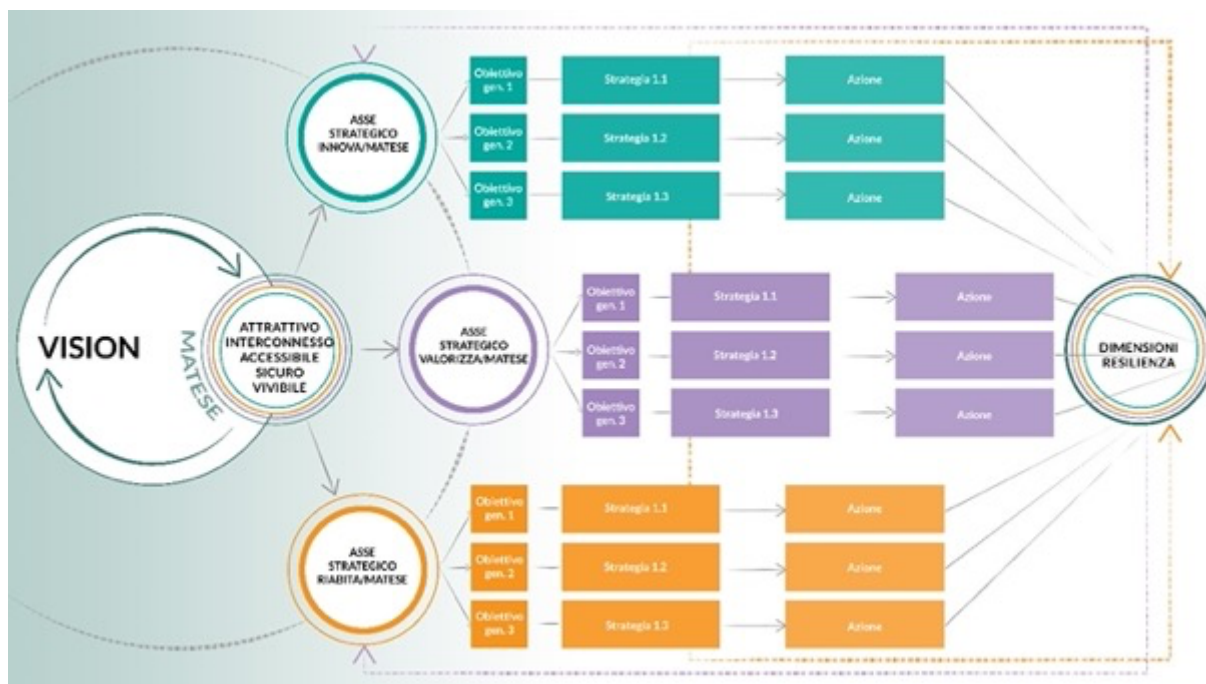 VISION
MATESE
ATTRATTIVO
INTERCONNESSO
ACCESSIBILE
SICURO
VIVIBILE
ASSE
STRATEGICO
INNOVA/MATESE
Obiettivo
gen. 1
Strategia 1.1
Azione
Obiettivo
gen. 2
Strategia 1.2
Azione
Obiettivo
gen. 3
Strategia 1.3
Azione
ASSE
STRATEGICO
VALORIZZA/MATESE
Obiettivo
gen. 1
Strategia 1.1
Azione
Obiettivo
gen. 2
Strategia 1.2
Azione
Obiettivo
gen. 3
Strategia 1.3
Azione
ASSE
STRATEGICO
RIABITA/MATESE
Obiettivo
gen. 1
Strategia 1.1
Azione
Obiettivo
gen. 2
Strategia 1.2
Azione
Obiettivo
gen. 3
Strategia 1.3
Azione
DIMENSIONI
RESILIENZA